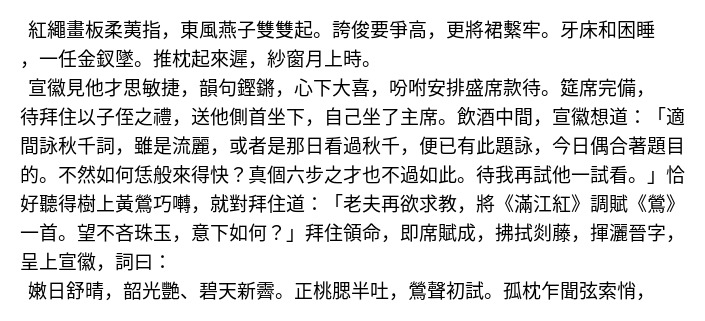 紅繩畫板柔荑指，東風燕子雙雙起。誇俊要爭高，更將裙繫牢。牙床和困睡
，一任金釵墜。推枕起來遲，紗窗月上時。
宣徽見他才思敏捷，韻句鏗鏘，心下大喜，吩咐安排盛席款待。筵席完備，
待拜住以子侄之禮，送他側首坐下，自己坐了主席。飲酒中間，宣徽想道：「適
間詠秋千詞，雖是流麗，或者是那日看過秋千，便已有此題詠，今日偶合著題目
的。不然如何恁般來得快？真個六步之才也不過如此。待我再試他一試看。」恰
好聽得樹上黃鶯巧囀，就對拜住道：「老夫再欲求教，將《滿江紅》調賦《鶯》
一首。望不吝珠玉，意下如何？」拜住領命，即席賦成，拂拭剡藤，揮灑晉字，
呈上宣徽，詞曰：
嫩日舒晴，韶光艷、碧天新霽。正桃腮半吐，鶯聲初試。孤枕乍聞弦索悄，